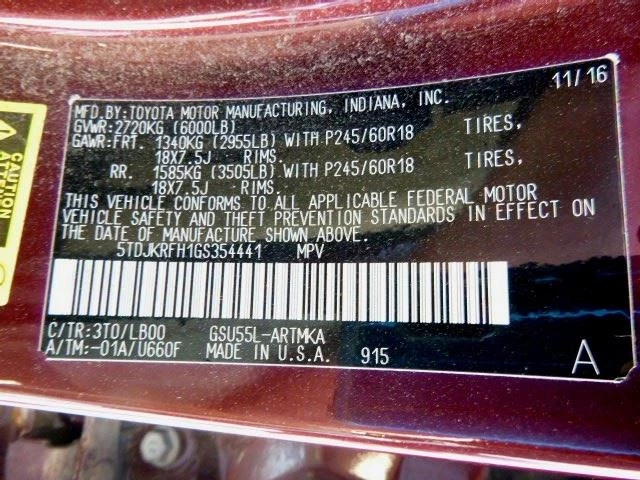 11/16
MFD.BY:TOYOTA MOTOR MANUFACTURING, INDIANA, INC.
GVWR:2720KG (6000LB)
GAWR:FRT. 1340KG (2955LB) WITH P245/60R18 TIRES,
18X7.5J RIMS.
RR. 1585KG (3505LB) WITH P245/60R18 TIRES,
18X7.5J RIMS.
THIS VEHICLE CONFORMS TO ALL APPLICABLE FEDERAL MOTOR
VEHICLE SAFETY AND THEFT PREVENTION STANDARDS IN EFFECT ON
THE DATE OF MANUFACTURE SHOWN ABOVE.
5TDJKRFH1GS354441 MPV
C/TR:3T0/LB00 GSU55L-ARTMKA
A/TM:-01A/U660F MADE IN U.S.A. 915 A
CAUTION